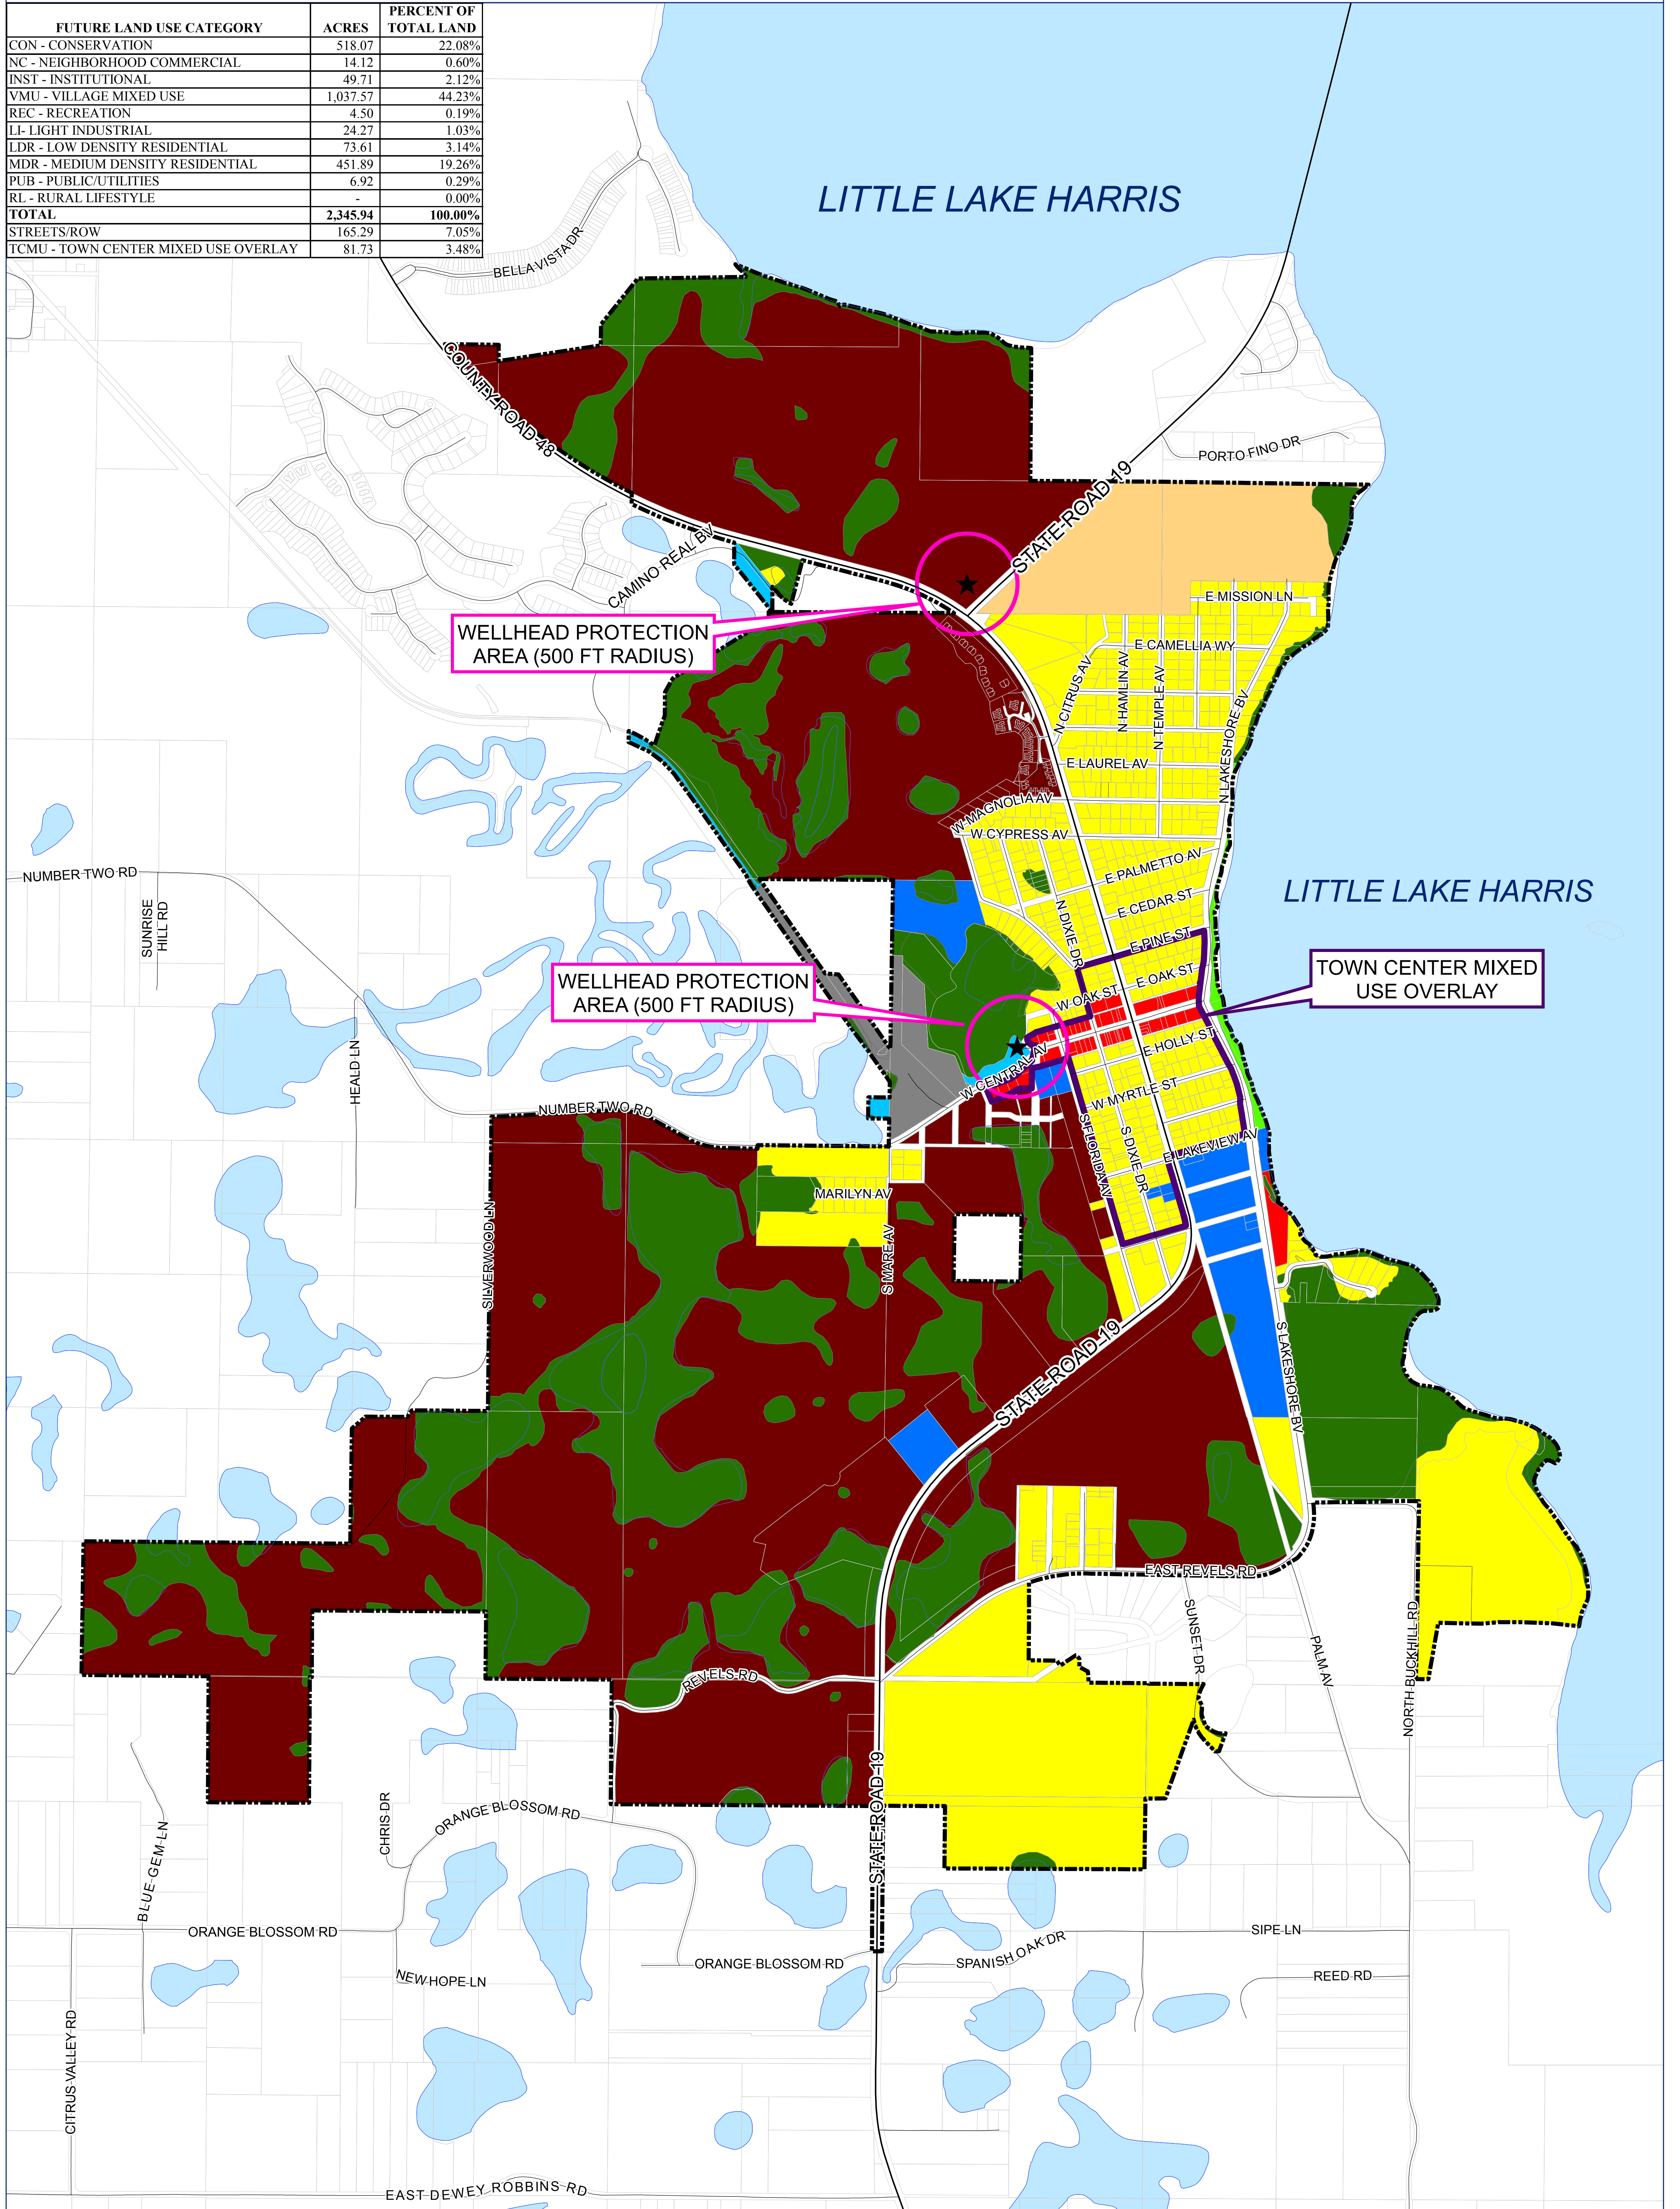 FUTURE LAND USE CATEGORY ACRES PERCENT OF TOTAL LAND
CON - CONSERVATION 518.07 22.08%
NC - NEIGHBORHOOD COMMERCIAL 14.12 0.60%
INST - INSTITUTIONAL 49.71 2.12%
VMU - VILLAGE MIXED USE 1,037.57 44.23%
REC - RECREATION 4.50 0.19%
LI- LIGHT INDUSTRIAL 24.27 1.03%
LDR - LOW DENSITY RESIDENTIAL 73.61 3.14%
MDR - MEDIUM DENSITY RESIDENTIAL 451.89 19.26%
PUB - PUBLIC/UTILITIES 6.92 0.29%
RL - RURAL LIFESTYLE - 0.00%
TOTAL 2,345.94 100.00%
STREETS/ROW 165.29 7.05%
TCMU - TOWN CENTER MIXED USE OVERLAY 81.73 3.48%
LITTLE LAKE HARRIS
BELLA VISTA DR
COUNTY ROAD 48
PORTO FINO DR
STATE ROAD 19
CAMINO REAL BV
E MISSION LN
WELLHEAD PROTECTION
AREA (500 FT RADIUS)
E CAMELLIA WY
N CITRUS AV
N HAMLIN AV
N TEMPLE AV
N LAKESHORE BV
E LAUREL AV
W MAGNOLIA AV
W CYPRESS AV
E PALMETTO AV
NUMBER TWO RD
LITTLE LAKE HARRIS
E CEDAR ST
SUNRISE
HILL RD
N DIXIE DR
E PINE ST
WELLHEAD PROTECTION
AREA (500 FT RADIUS)
TOWN CENTER MIXED
USE OVERLAY
E OAK ST
W OAK ST
E HOLLY ST
W CENTRAL AV
HEALD LN
W MYRTLE ST
NUMBER TWO RD
S FLORIDA AV
S DIXIE DR
E LAKEVIEW AV
MARILYN AV
SILVERWOOD LN
S MARE AV
STATE ROAD 19
S LAKESHORE BV
EAST REVELS RD
SUNSET DR
PALM AV
NORTH BUCKHILL RD
REVELS RD
STATE ROAD 19
CHRIS DR
ORANGE BLOSSOM RD
BLUE GEM LN
ORANGE BLOSSOM RD
SIPE LN
ORANGE BLOSSOM RD
SPANISH OAK DR
NEW HOPE LN
REED RD
CITRUS VALLEY RD
EAST DEWEY ROBBINS RD